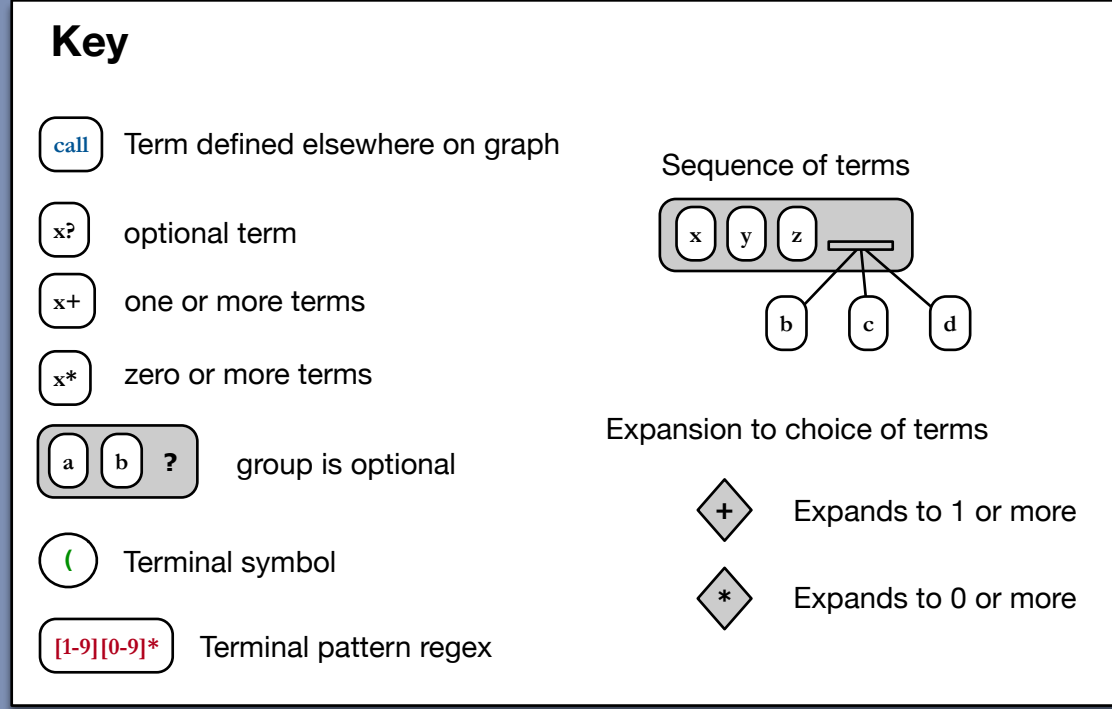 Key
call Term defined elsewhere on graph
x? optional term
x+ one or more terms
x* zero or more terms
a b ? group is optional
( Terminal symbol
[1-9][0-9]* Terminal pattern regex
Sequence of terms
x y z
b c d
Expansion to choice of terms
+ Expands to 1 or more
* Expands to 0 or more